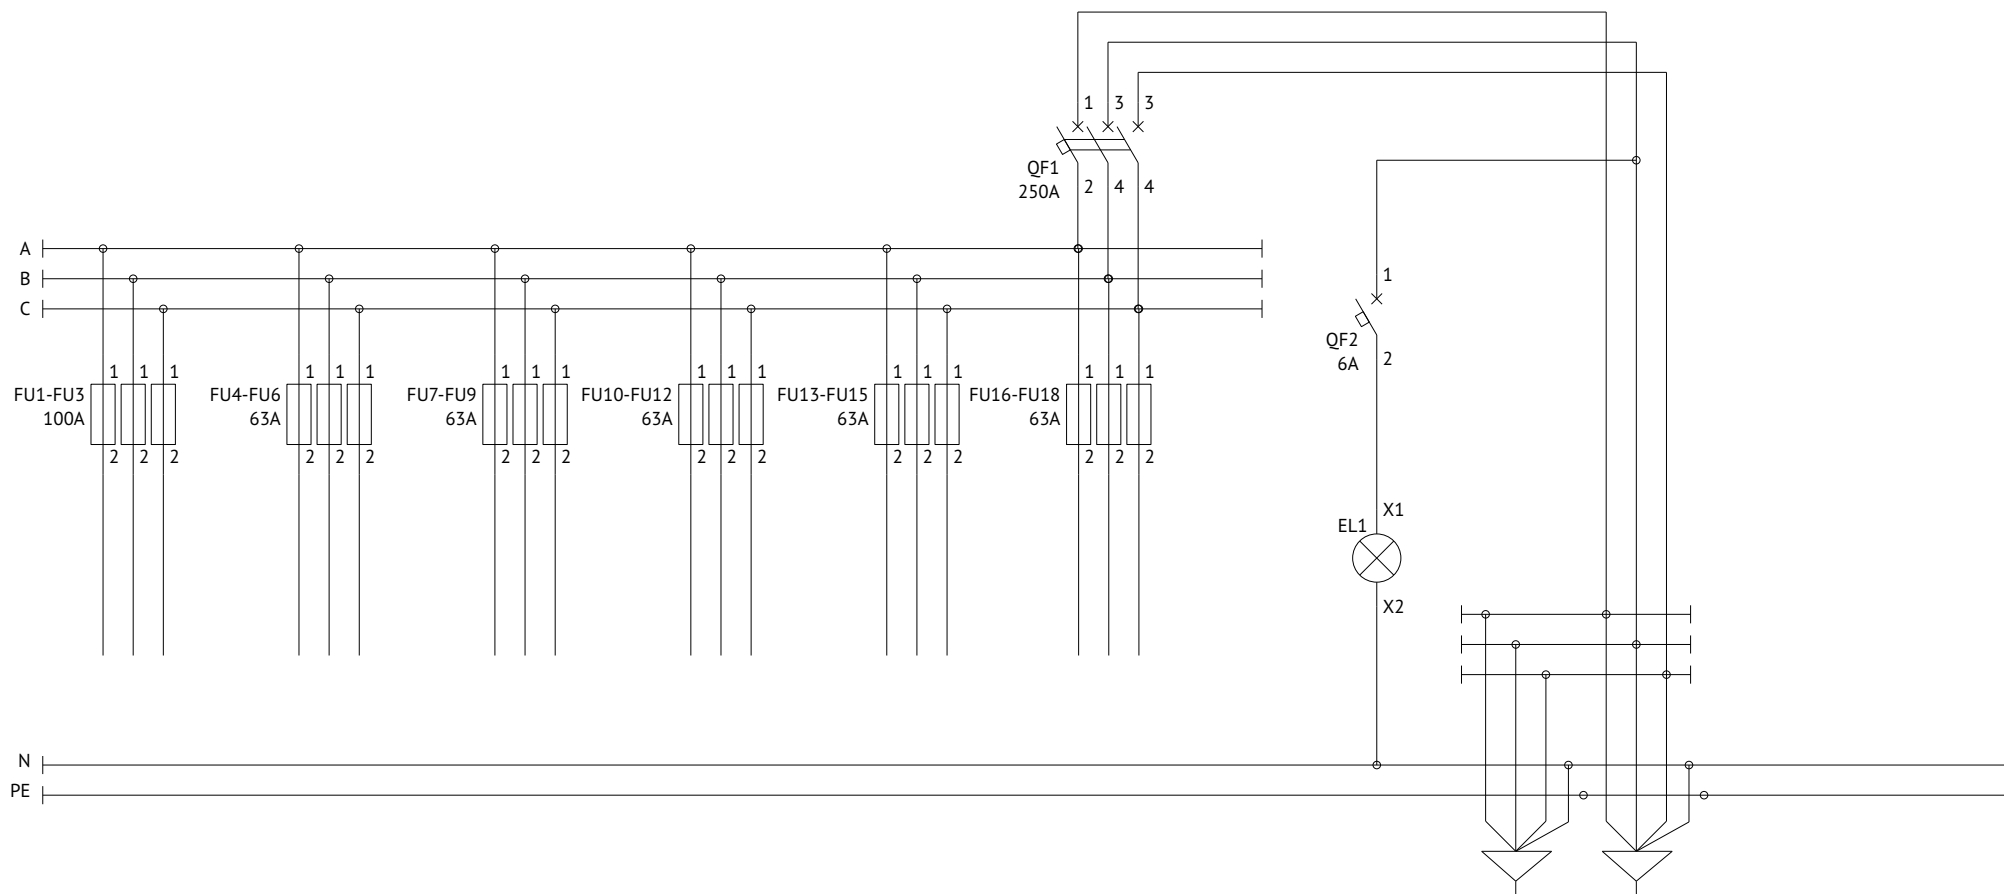 1 3 3
QF1
250A
2 4 4
A
B
C
1
QF2
6A
2
1 1 1 1 1 1 1 1 1 1 1 1 1 1 1 1 1 1
FU1-FU3 FU4-FU6 FU7-FU9 FU10-FU12 FU13-FU15 FU16-FU18
100A 63A 63A 63A 63A 63A
2 2 2 2 2 2 2 2 2 2 2 2 2 2 2 2 2 2
X1
EL1
X2
N
PE